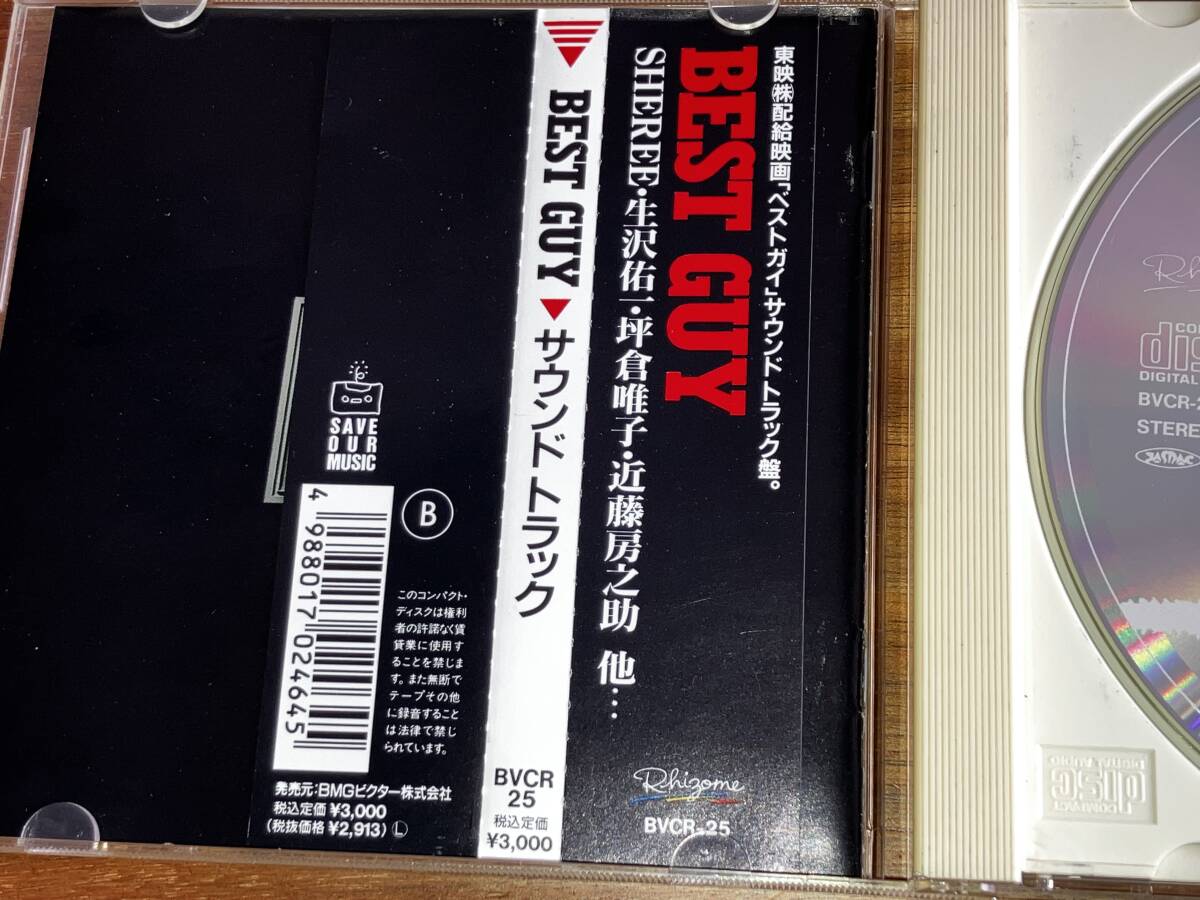 東映㈱配給映画「ベストガイ」サウンドトラック盤。
BEST GUY
SHEREE・生沢佑一・坪倉唯子・近藤房之助 他…
Rhizome
BVCR-25
BEST GUY
サウンドトラック
BVCR
25
税込定価
¥3,000
SAVE
OUR
MUSIC
B
4988017024645
このコンパクト・
ディスクは権利
者の許諾なく賃
貸業に使用す
ることを禁じま
す。また無断で
テープその他
に録音すること
は法律で禁じ
られています。
発売元:BMGビクター株式会社
税込定価 ¥3,000
(税抜価格 ¥2,913) Ⓛ
DIGITAL
BVCR-
JASRAC
COMPACT
disc
DIGITAL AUDIO